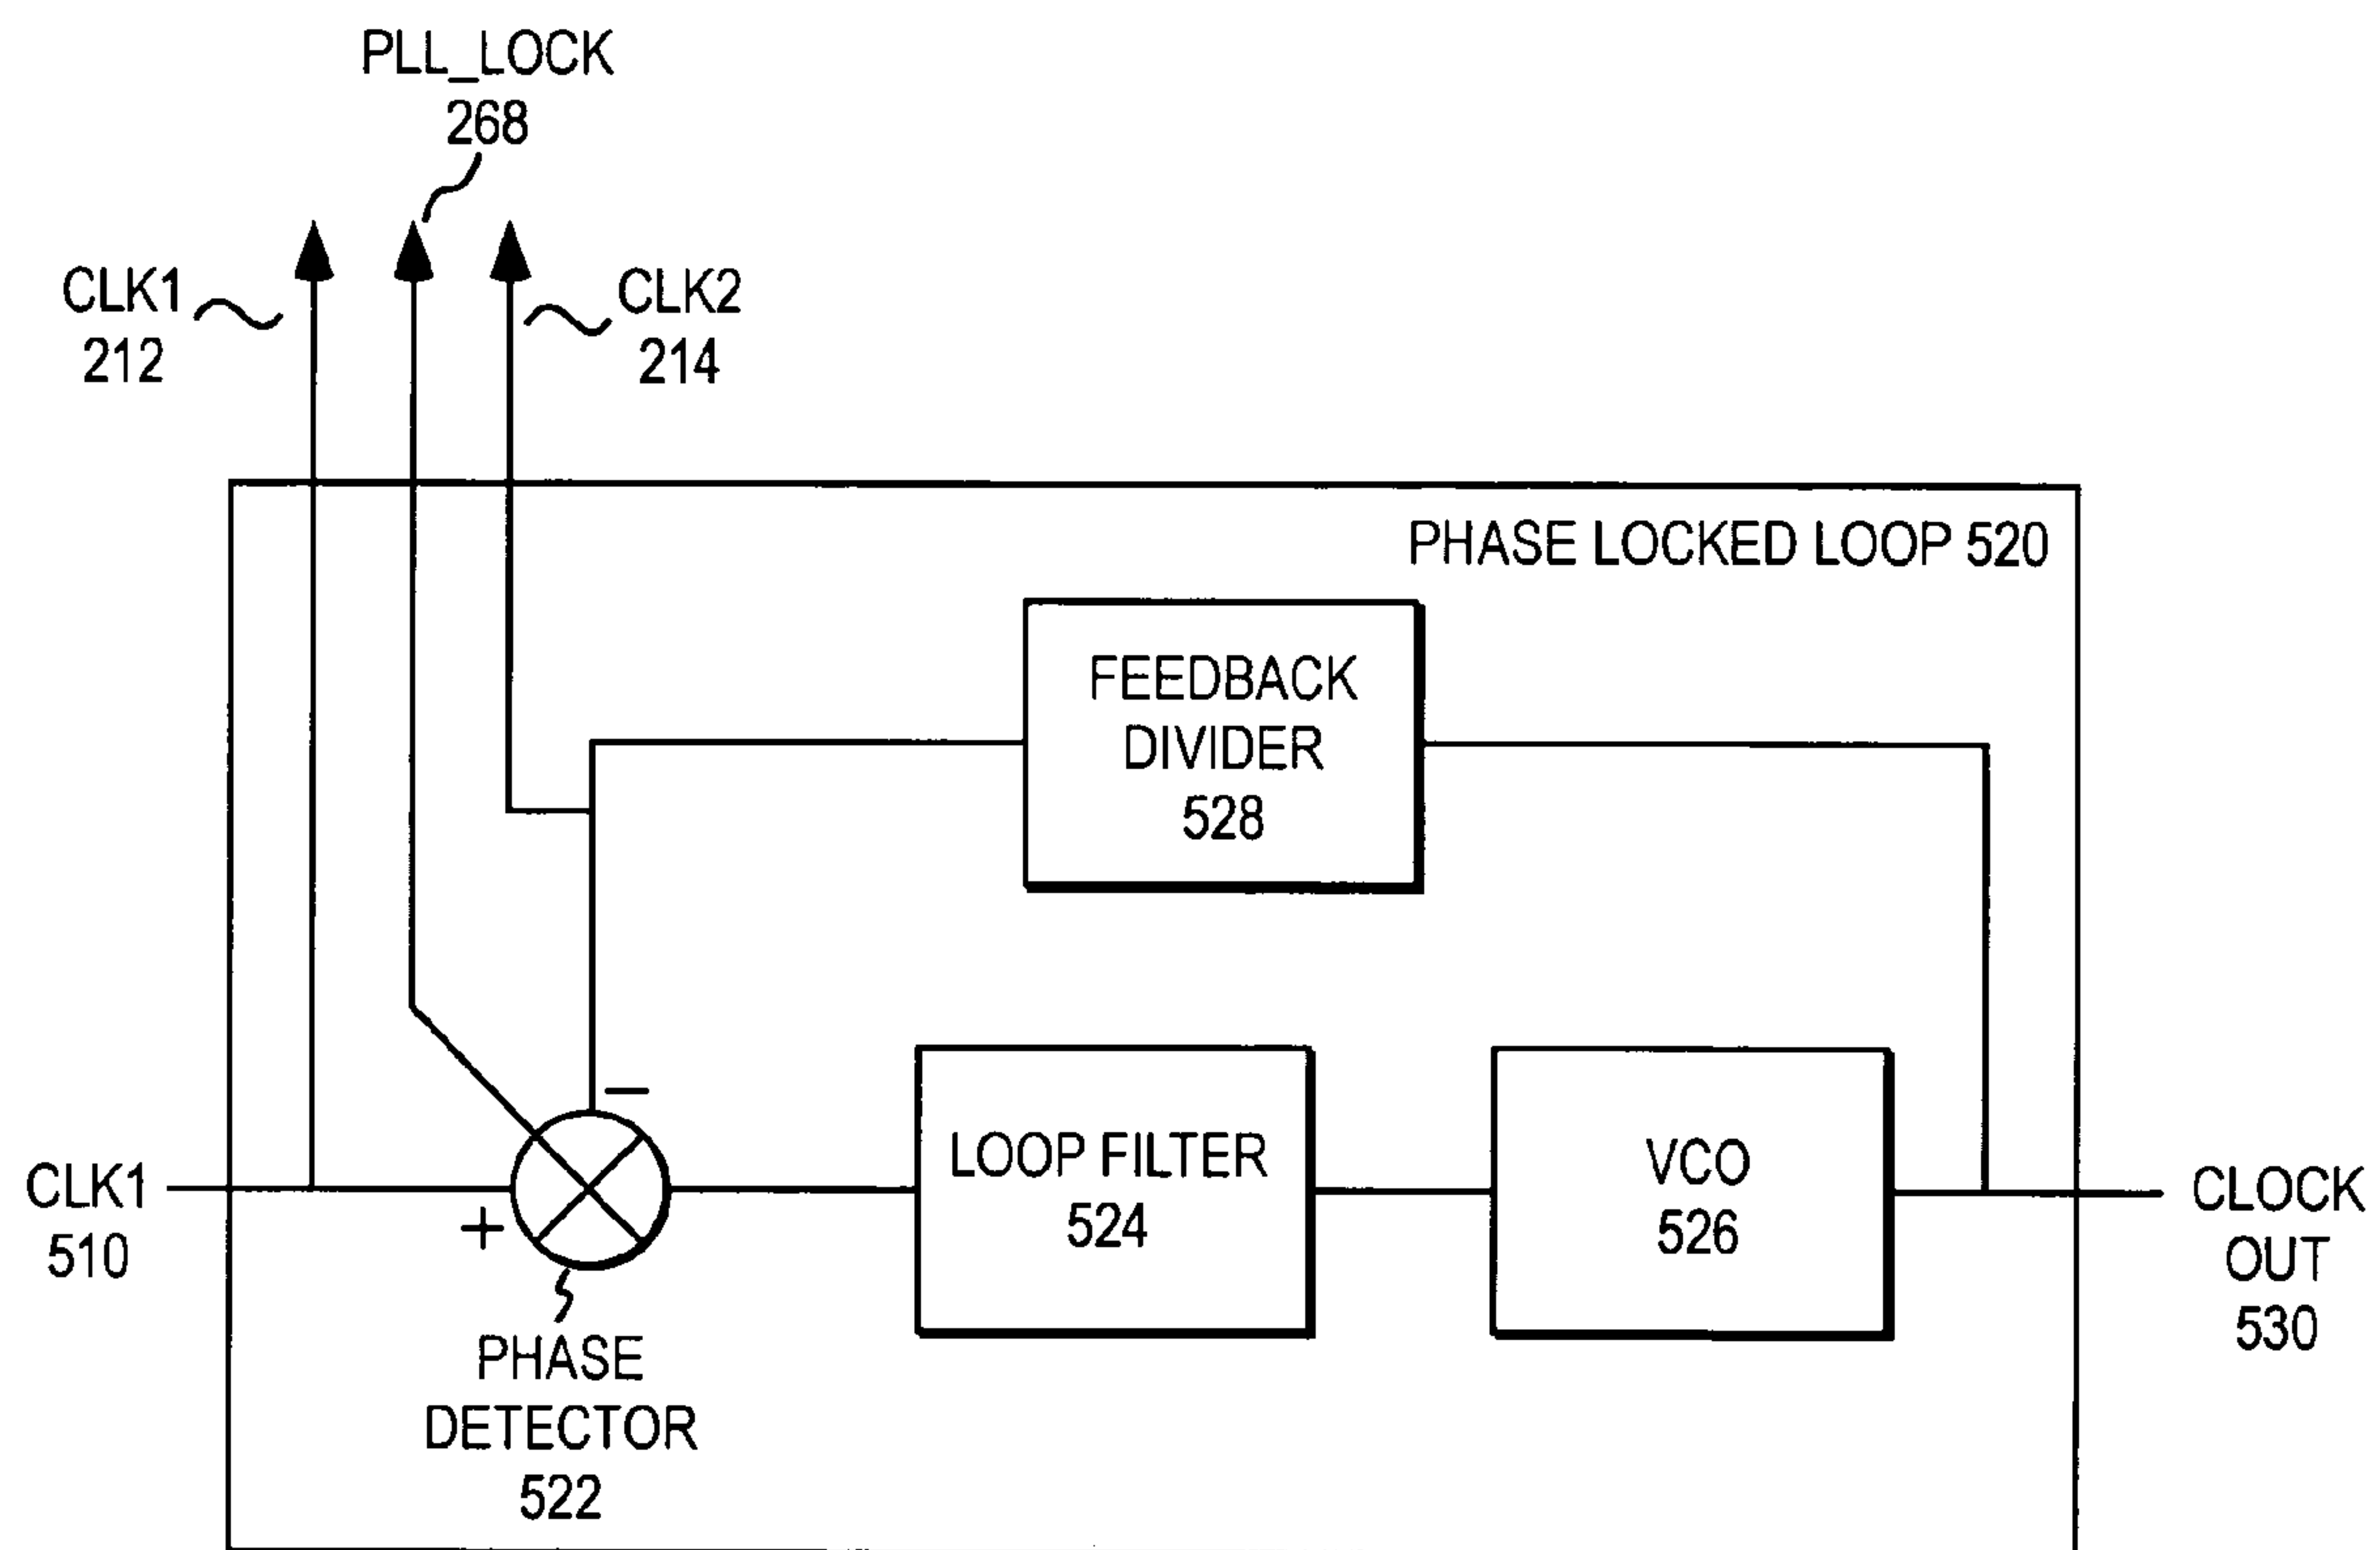 PLL_LOCK
268
CLK1
212
CLK2
214
PHASE LOCKED LOOP 520
FEEDBACK
DIVIDER
528
−
CLK1
510
+
LOOP FILTER
524
VCO
526
CLOCK
OUT
530
PHASE
DETECTOR
522